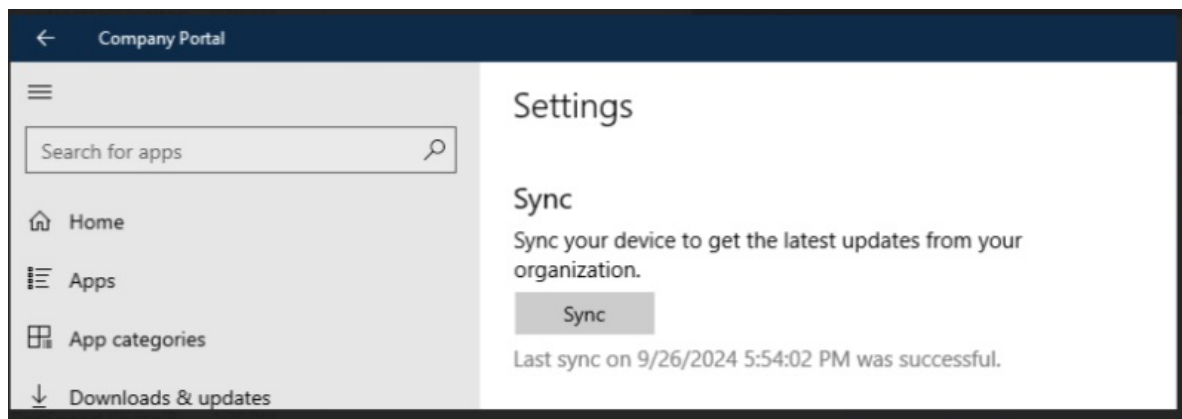 Company Portal
Search for apps
Home
Apps
App categories
Downloads & updates
Settings
Sync
Sync your device to get the latest updates from your
organization.
Sync
Last sync on 9/26/2024 5:54:02 PM was successful.